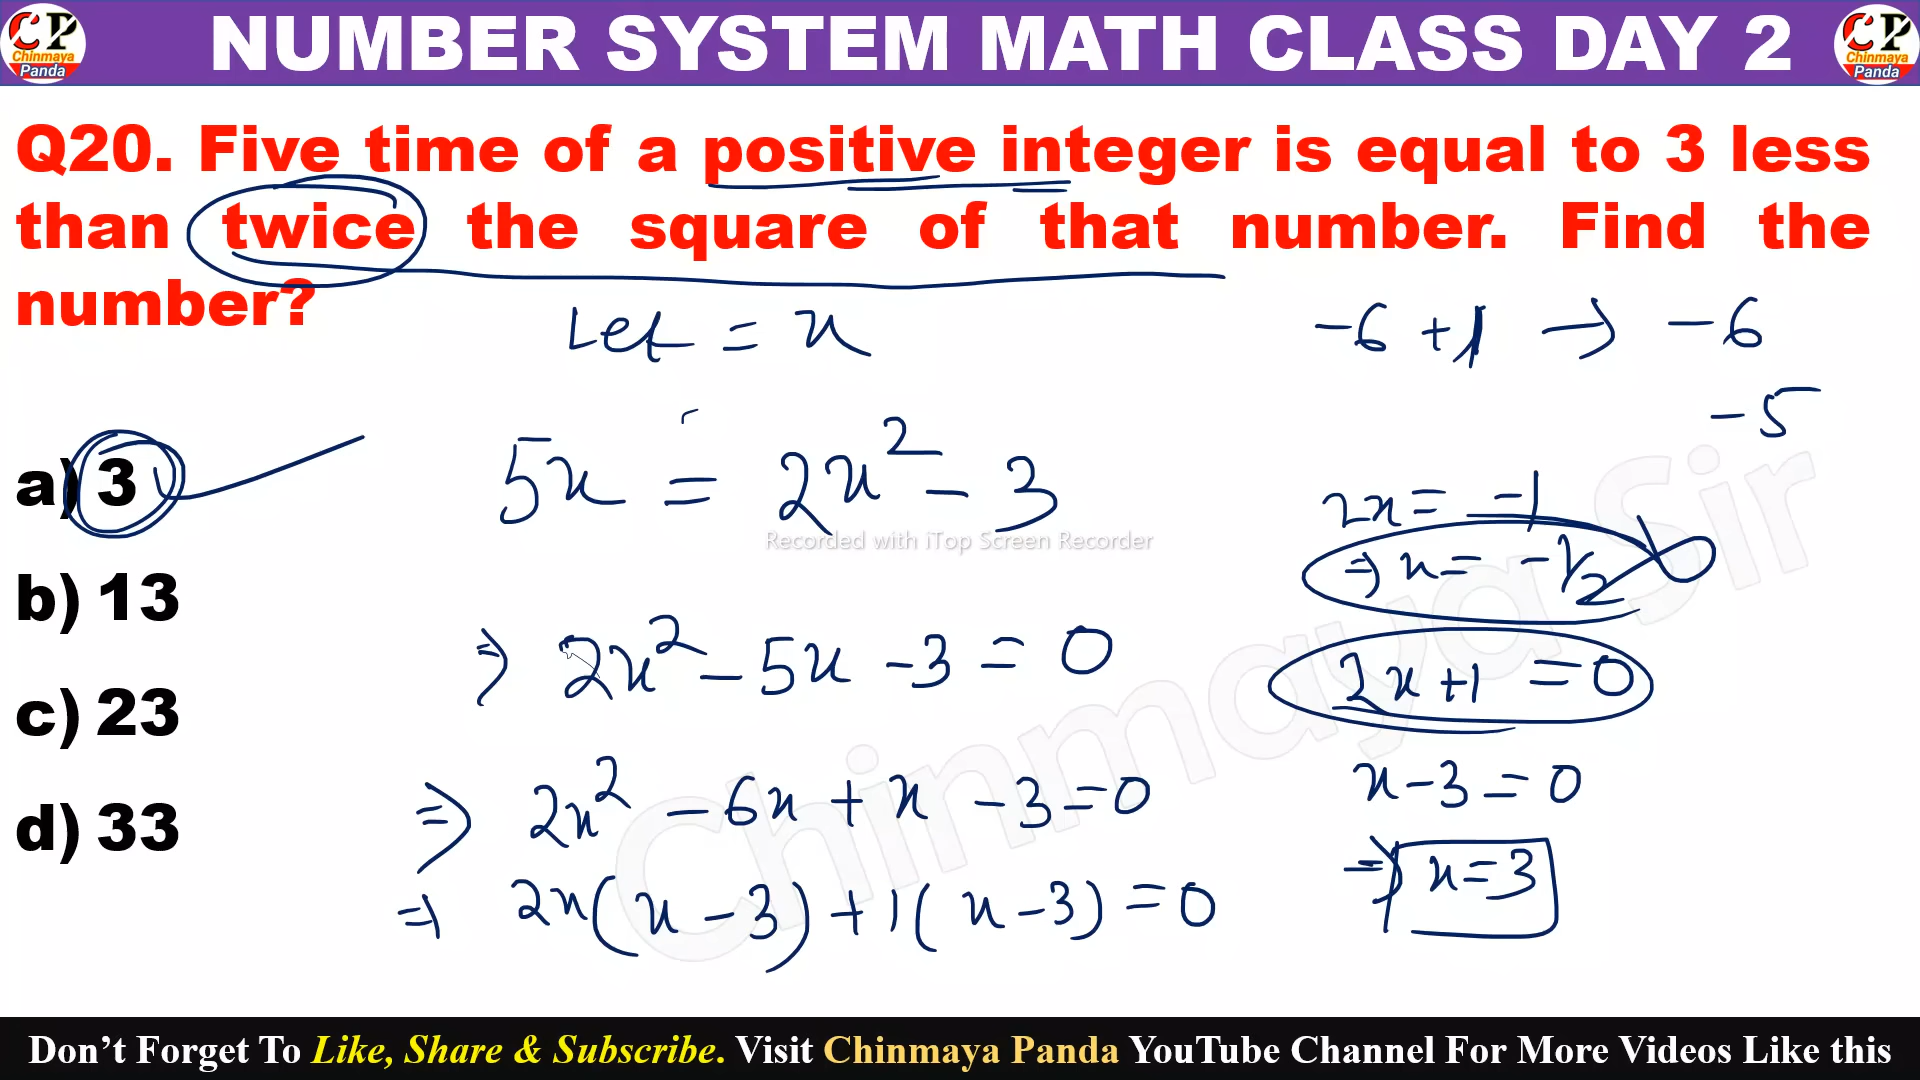 CP Chinmaya Panda
NUMBER SYSTEM MATH CLASS DAY 2
CP Chinmaya Panda
Q20. Five time of a positive integer is equal to 3 less
than twice the square of that number. Find the
number?
Let = x
-6 +1 → -6
-5
a) 3
5x = 2x² - 3
2x = -1
Recorded with iTop Screen Recorder
⇒ x = -1/2
b) 13
⇒ 2x² - 5x - 3 = 0
2x+1 = 0
c) 23
x - 3 = 0
⇒ 2x² - 6x + x - 3 = 0
d) 33
⇒ x = 3
⇒ 2x(x - 3) + 1(x - 3) = 0
Chinmaya Sir
Don’t Forget To Like, Share & Subscribe. Visit Chinmaya Panda YouTube Channel For More Videos Like this